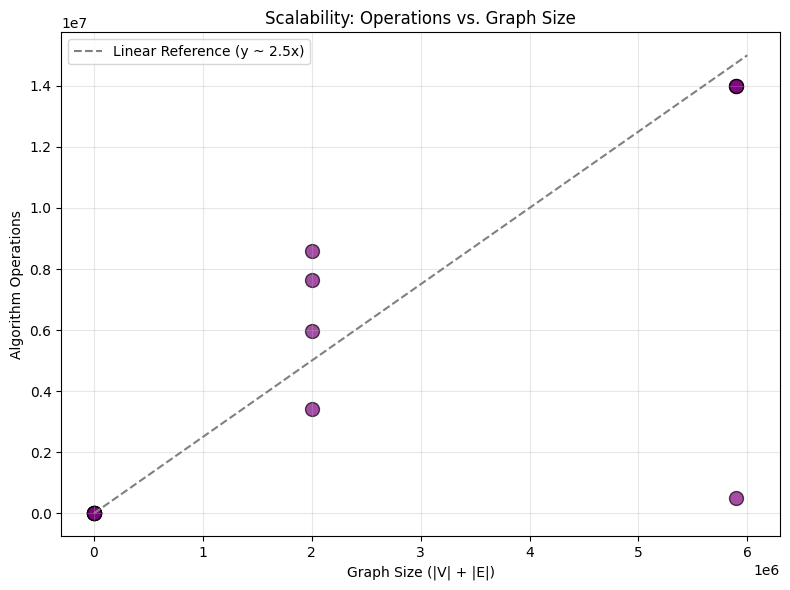 Scalability: Operations vs. Graph Size
1e7
Linear Reference (y ~ 2.5x)
1.4
1.2
1.0
0.8
0.6
0.4
0.2
0.0
Algorithm Operations
0 1 2 3 4 5 6
1e6
Graph Size (|V| + |E|)